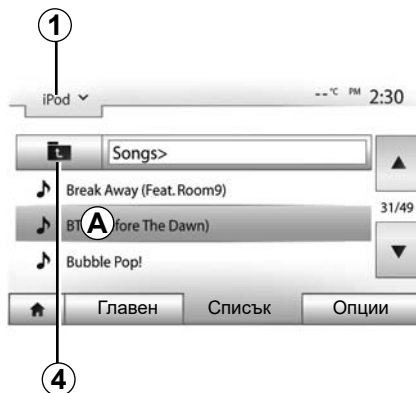 1
iPod --°C PM 2:30
Songs>
Break Away (Feat. Room9)
31/49
A
fore The Dawn)
Bubble Pop!
Главен Списък Опции
4